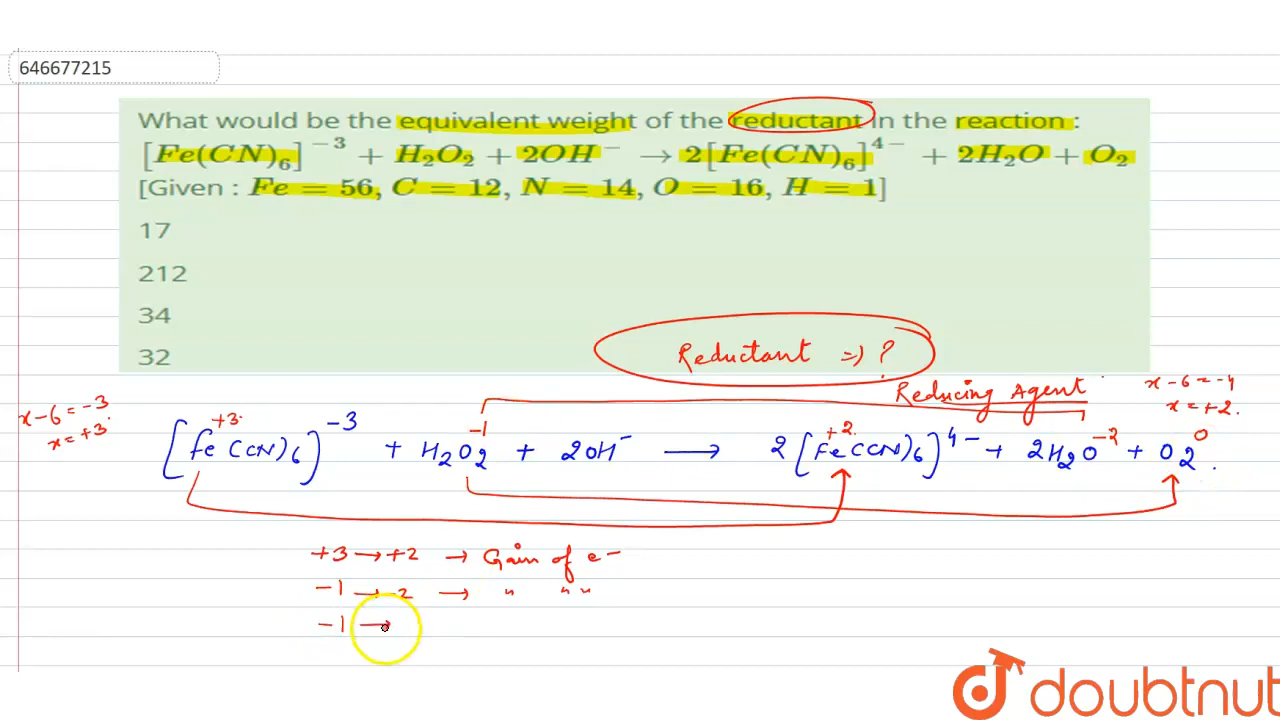 646677215
What would be the equivalent weight of the reductant in the reaction :
[Fe(CN)₆]⁻³ + H₂O₂ + 2OH⁻ → 2[Fe(CN)₆]⁴⁻ + 2H₂O + O₂
[Given : Fe = 56, C = 12, N = 14, O = 16, H = 1]
17
212
34
32
Reductant => ?
Reducing Agent
x-6=-3
x=+3
x-6=-4
x=+2.
+3 -1 +2 -2 0
[Fe(CN)₆]⁻³ + H₂O₂ + 2OH⁻ → 2[Fe(CN)₆]⁴⁻ + 2H₂O + O₂.
+3 → +2 → Gain of e-
-1 → -2 → " " "
-1 →
doubtnut